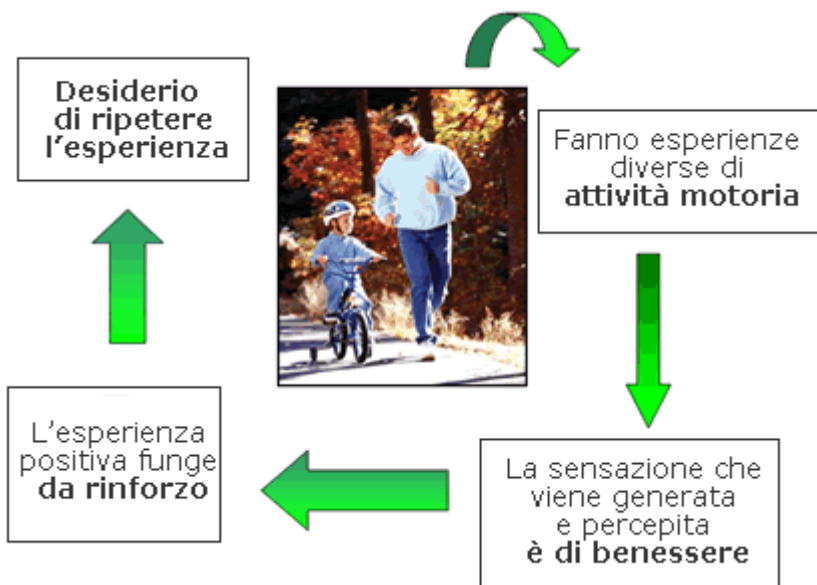 Desiderio
di ripetere
l'esperienza
Fanno esperienze
diverse di
attività motoria
La sensazione che
viene generata
e percepita
è di benessere
L'esperienza
positiva funge
da rinforzo